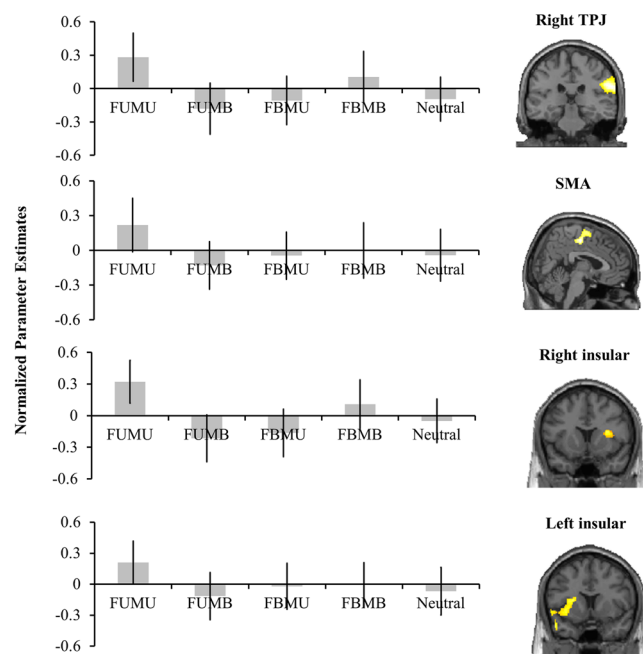 Normalized Parameter Estimates
Right TPJ
0.6
0.3
0
-0.3
-0.6
FUMU FUMB FBMU FBMB Neutral
SMA
0.6
0.3
0
-0.3
-0.6
FUMU FUMB FBMU FBMB Neutral
Right insular
0.6
0.3
0
-0.3
-0.6
FUMU FUMB FBMU FBMB Neutral
Left insular
0.6
0.3
0
-0.3
-0.6
FUMU FUMB FBMU FBMB Neutral